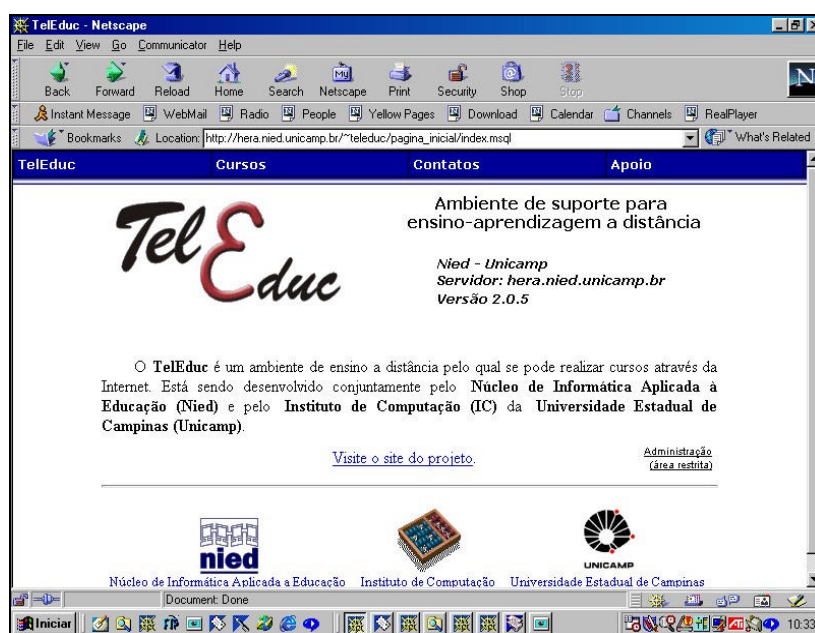 TelEduc - Netscape
File Edit View Go Communicator Help
Back Forward Reload Home Search Netscape Print Security Shop Stop
Instant Message WebMail Radio People Yellow Pages Download Calendar Channels RealPlayer
Bookmarks Location: http://hera.nied.unicamp.br/~teleduc/pagina_inicial/index.msql What's Related
TelEduc Cursos Contatos Apoio
TelEduc
Ambiente de suporte para
ensino-aprendizagem a distância
Nied - Unicamp
Servidor: hera.nied.unicamp.br
Versão 2.0.5
O TelEduc é um ambiente de ensino a distância pelo qual se pode realizar cursos através da
Internet. Está sendo desenvolvido conjuntamente pelo Núcleo de Informática Aplicada à
Educação (Nied) e pelo Instituto de Computação (IC) da Universidade Estadual de
Campinas (Unicamp).
Visite o site do projeto.
Administração
(área restrita)
nied
UNICAMP
Núcleo de Informática Aplicada a Educação Instituto de Computação Universidade Estadual de Campinas
Document: Done
Iniciar 10:33